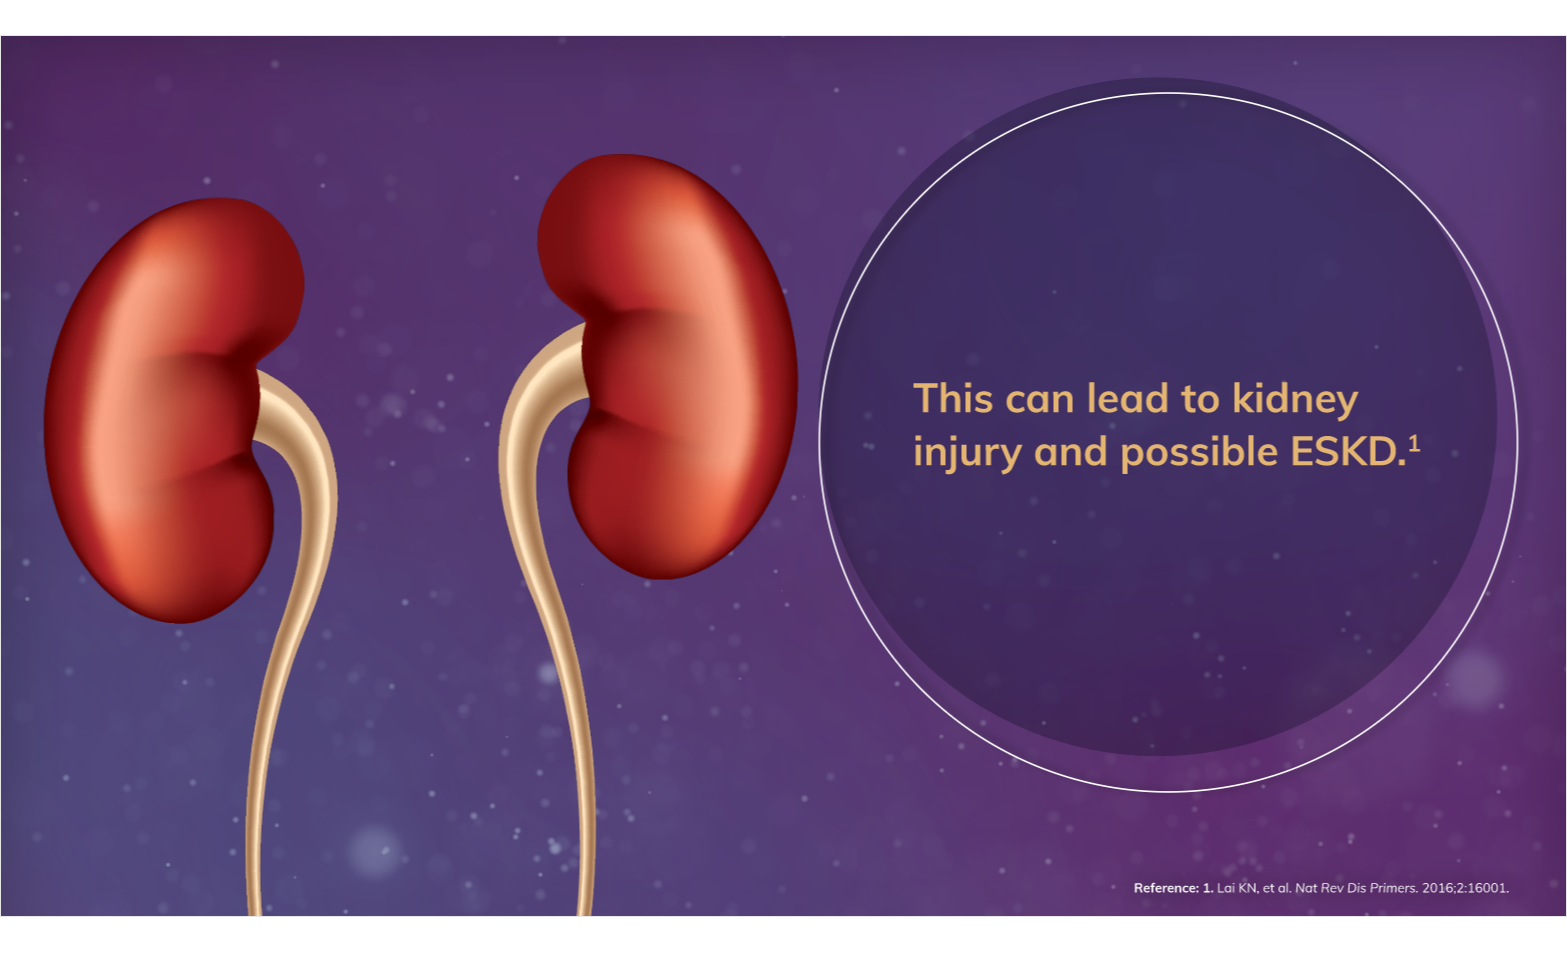 This can lead to kidney
injury and possible ESKD.¹
Reference: 1. Lai KN, et al. Nat Rev Dis Primers. 2016;2:16001.